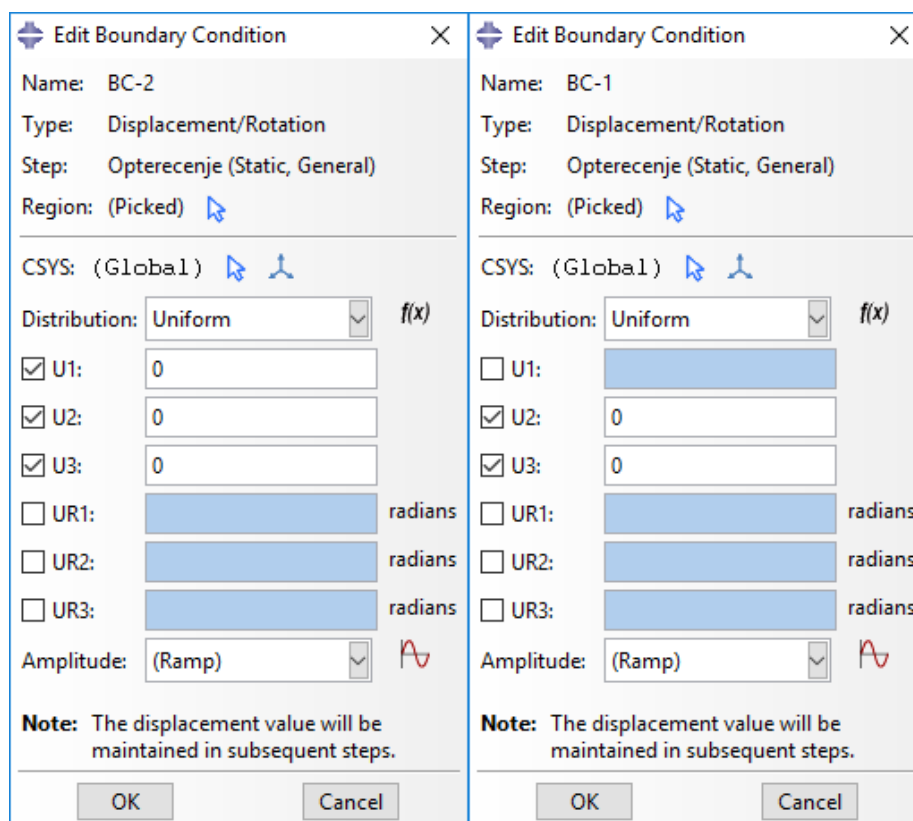 Edit Boundary Condition
Name: BC-2
Type: Displacement/Rotation
Step: Opterecenje (Static, General)
Region: (Picked)
CSYS: (Global)
Distribution: Uniform f(x)
U1: 0
U2: 0
U3: 0
UR1: radians
UR2: radians
UR3: radians
Amplitude: (Ramp)
Note: The displacement value will be
maintained in subsequent steps.
OK Cancel
Edit Boundary Condition
Name: BC-1
Type: Displacement/Rotation
Step: Opterecenje (Static, General)
Region: (Picked)
CSYS: (Global)
Distribution: Uniform f(x)
U1:
U2: 0
U3: 0
UR1: radians
UR2: radians
UR3: radians
Amplitude: (Ramp)
Note: The displacement value will be
maintained in subsequent steps.
OK Cancel